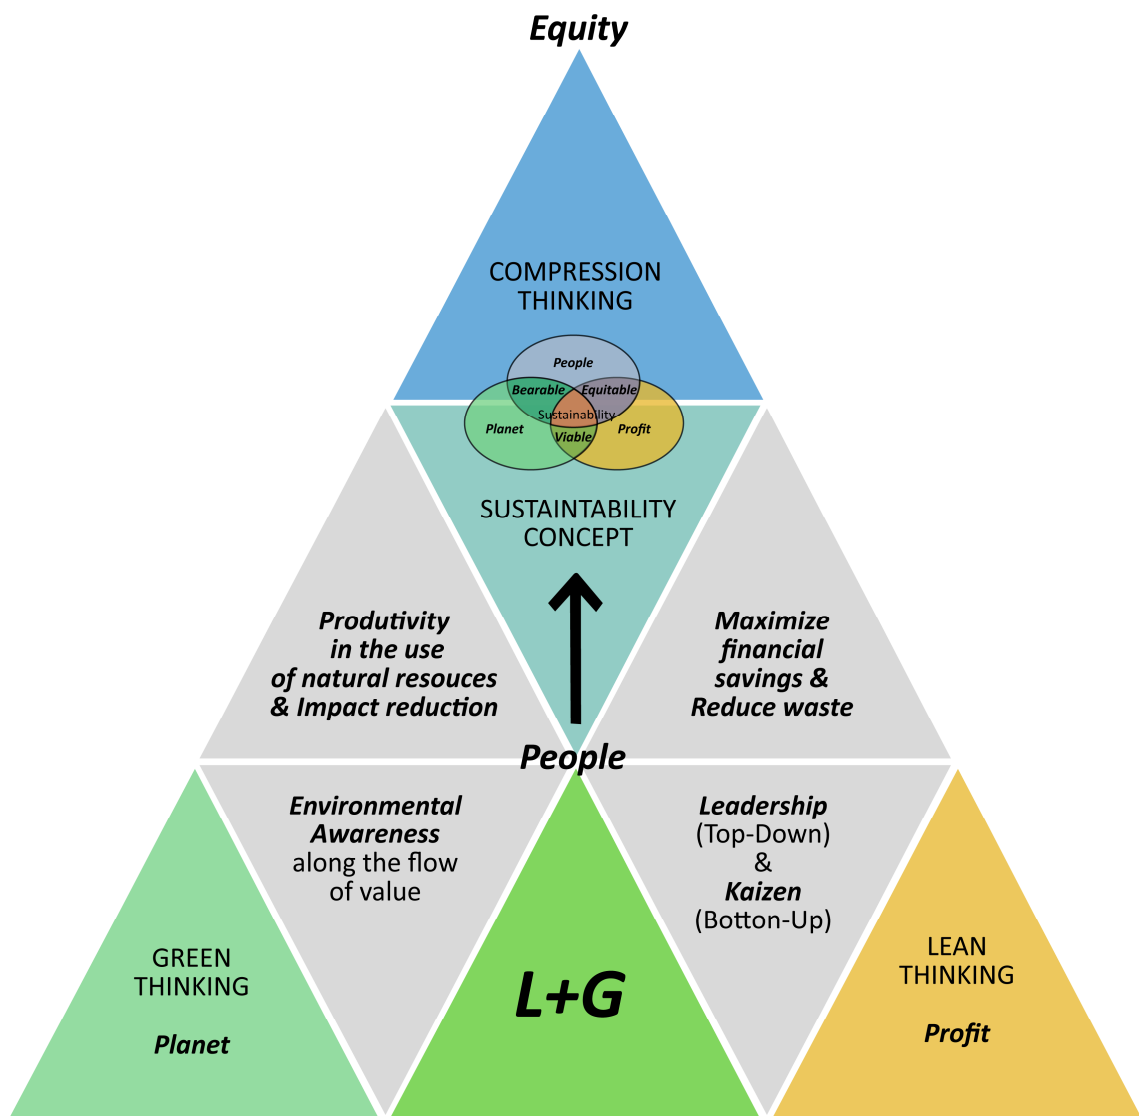 Equity
COMPRESSION
THINKING
People
Bearable
Equitable
Sustainability
Planet
Viable
Profit
SUSTAINTABILITY
CONCEPT
Produtivity
in the use
of natural resouces
& Impact reduction
Maximize
financial
savings &
Reduce waste
People
Environmental
Awareness
along the flow
of value
Leadership
(Top-Down)
&
Kaizen
(Botton-Up)
GREEN
THINKING
Planet
L+G
LEAN
THINKING
Profit